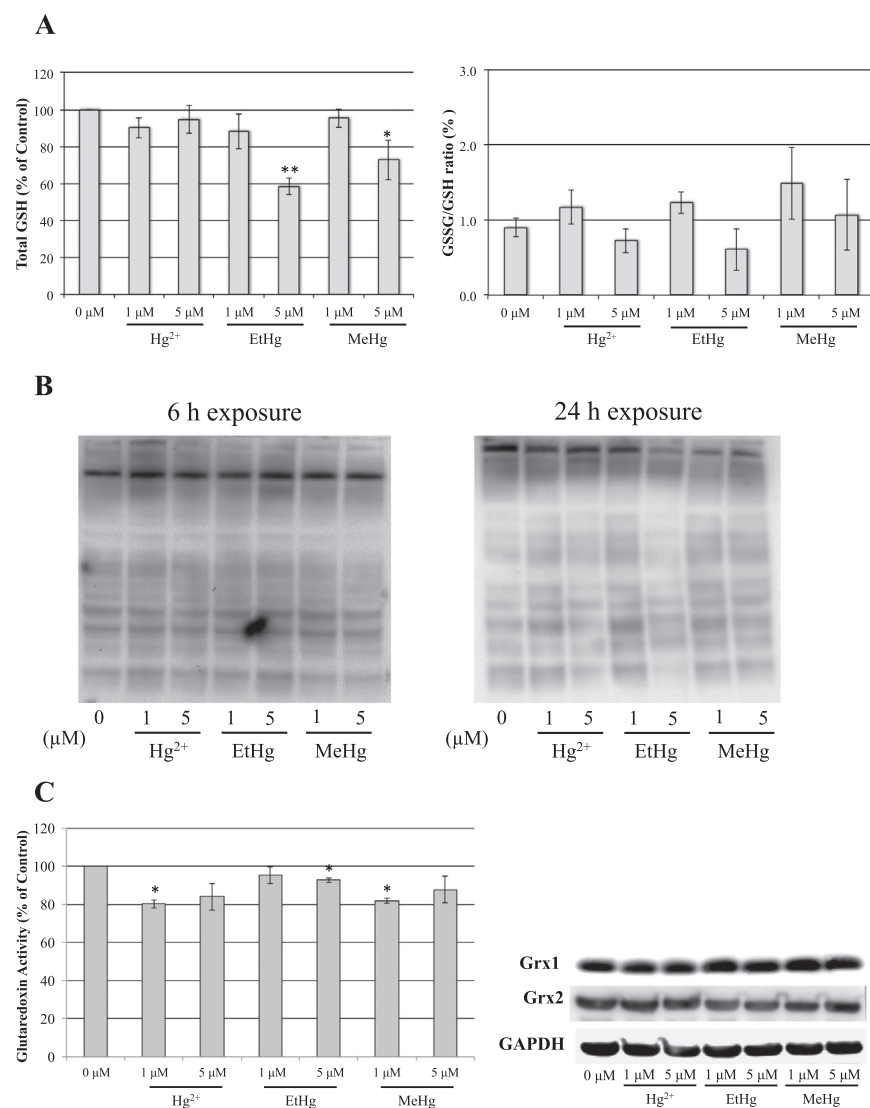 A
Total GSH (% of Control)
120
100
80
60
40
20
0
**
*
0 µM
1 µM
5 µM
1 µM
5 µM
1 µM
5 µM
Hg²⁺
EtHg
MeHg
GSSG/GSH ratio (%)
3.0
2.0
1.0
0.0
0 µM
1 µM
5 µM
1 µM
5 µM
1 µM
5 µM
Hg²⁺
EtHg
MeHg
B
6 h exposure
0 1 5 1 5 1 5
(µM)
Hg²⁺ EtHg MeHg
24 h exposure
0 1 5 1 5 1 5
(µM)
Hg²⁺ EtHg MeHg
C
Glutaredoxin Activity (% of Control)
120
100
80
60
40
20
0
*
*
*
0 µM
1 µM
5 µM
1 µM
5 µM
1 µM
5 µM
Hg²⁺
EtHg
MeHg
Grx1
Grx2
GAPDH
0 µM 1 µM 5 µM 1 µM 5 µM 1 µM 5 µM
Hg²⁺ EtHg MeHg